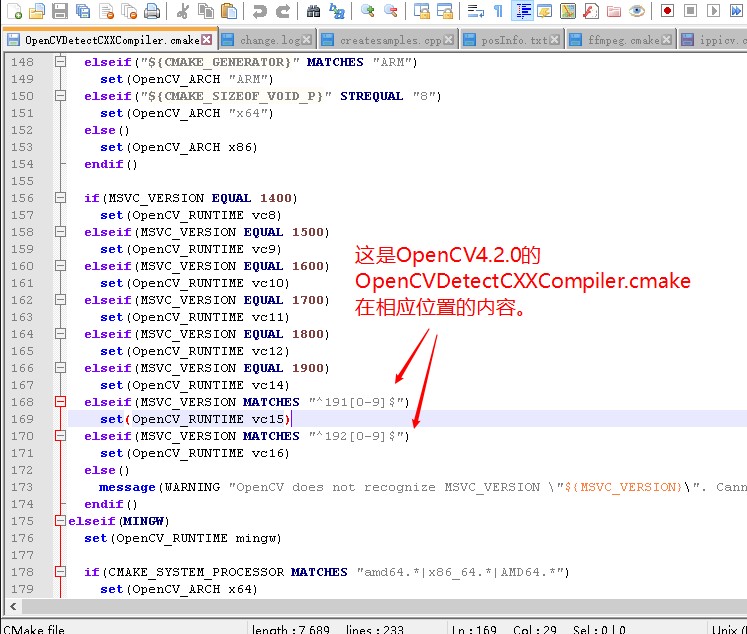 OpenCVDetectCXXCompiler.cmake change.log createsamples.cpp posInfo.txt ffmpeg.cmake ippicv.c
148 elseif("${CMAKE_GENERATOR}" MATCHES "ARM")
149 set(OpenCV_ARCH "ARM")
150 elseif("${CMAKE_SIZEOF_VOID_P}" STREQUAL "8")
151 set(OpenCV_ARCH "x64")
152 else()
153 set(OpenCV_ARCH x86)
154 endif()
155
156 if(MSVC_VERSION EQUAL 1400)
157 set(OpenCV_RUNTIME vc8)
158 elseif(MSVC_VERSION EQUAL 1500)
159 set(OpenCV_RUNTIME vc9)
160 elseif(MSVC_VERSION EQUAL 1600)
161 set(OpenCV_RUNTIME vc10)
162 elseif(MSVC_VERSION EQUAL 1700)
163 set(OpenCV_RUNTIME vc11)
164 elseif(MSVC_VERSION EQUAL 1800)
165 set(OpenCV_RUNTIME vc12)
166 elseif(MSVC_VERSION EQUAL 1900)
167 set(OpenCV_RUNTIME vc14)
168 elseif(MSVC_VERSION MATCHES "^191[0-9]$")
169 set(OpenCV_RUNTIME vc15)
170 elseif(MSVC_VERSION MATCHES "^192[0-9]$")
171 set(OpenCV_RUNTIME vc16)
172 else()
173 message(WARNING "OpenCV does not recognize MSVC_VERSION \"${MSVC_VERSION}\". Cann
174 endif()
175 elseif(MINGW)
176 set(OpenCV_RUNTIME mingw)
177
178 if(CMAKE_SYSTEM_PROCESSOR MATCHES "amd64.*|x86_64.*|AMD64.*")
179 set(OpenCV_ARCH x64)
这是OpenCV4.2.0的
OpenCVDetectCXXCompiler.cmake
在相应位置的内容。
CMake file length : 7,689 lines : 233 Ln : 169 Col : 29 Sel : 0 | 0 Unix (